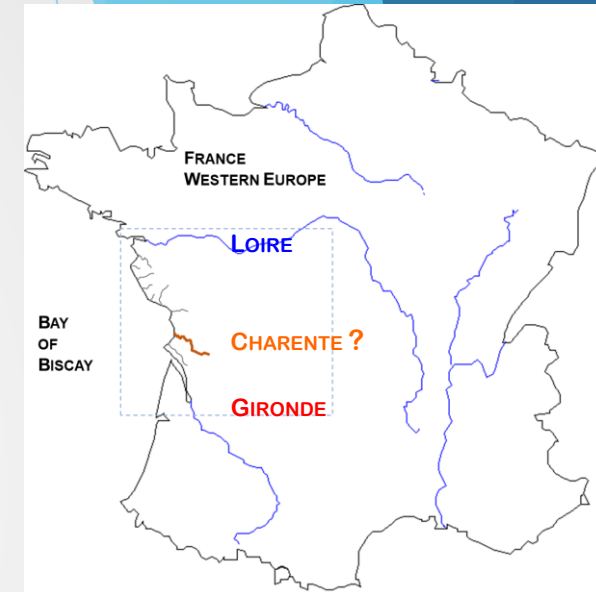 FRANCE
WESTERN EUROPE
LOIRE
BAY
OF
BISCAY
CHARENTE ?
GIRONDE